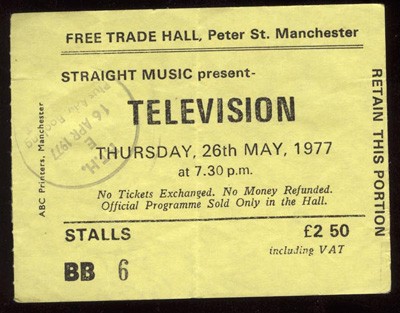 FREE TRADE HALL, Peter St. Manchester
STRAIGHT MUSIC present-
TELEVISION
THURSDAY, 26th MAY, 1977
at 7.30 p.m.
No Tickets Exchanged. No Money Refunded.
Official Programme Sold Only in the Hall.
STALLS £2 50
including VAT
BB 6
RETAIN THIS PORTION
ABC Printers, Manchester
16 APR 1977